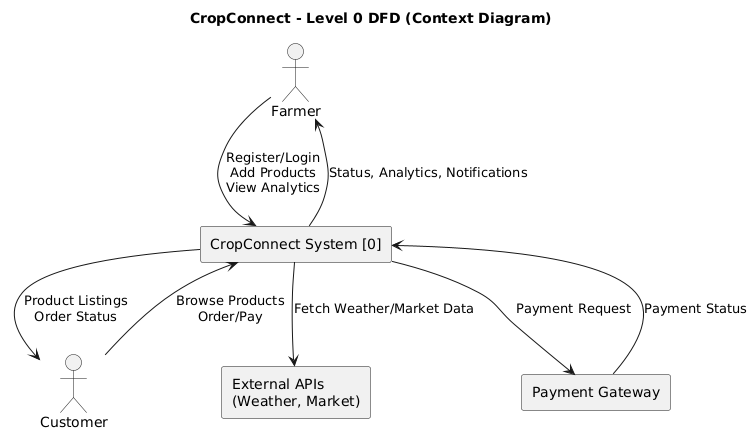 CropConnect - Level 0 DFD (Context Diagram)
Farmer
Register/Login
Add Products
View Analytics
Status, Analytics, Notifications
CropConnect System [0]
Product Listings
Order Status
Browse Products
Order/Pay
Fetch Weather/Market Data
Payment Request
Payment Status
Customer
External APIs
(Weather, Market)
Payment Gateway